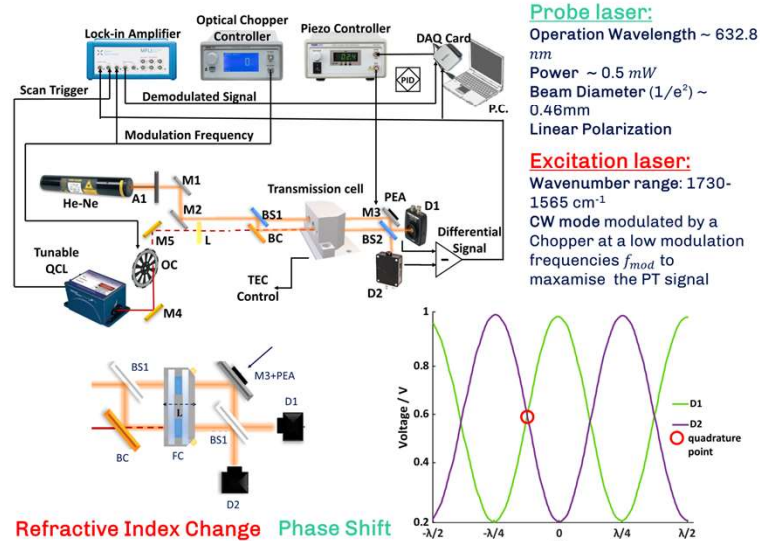 Lock-in Amplifier
Optical Chopper
Controller
Piezo Controller
DAQ Card
PID
P.C.
Scan Trigger
Demodulated Signal
Modulation Frequency
He-Ne
A1
M1
M2
M5
L
BS1
BC
Transmission cell
M3
PEA
D1
BS2
Differential
Signal
D2
OC
Tunable
QCL
M4
TEC
Control
Probe laser:
Operation Wavelength ~ 632.8
nm
Power ~ 0.5 mW
Beam Diameter (1/e²) ~
0.46mm
Linear Polarization
Excitation laser:
Wavenumber range: 1730-
1565 cm⁻¹
CW mode modulated by a
Chopper at a low modulation
frequencies f_mod to
maxamise the PT signal
BS1
M3+PEA
L
D1
BC
FC
BS1
D2
Voltage / V
1
0.8
0.6
0.4
0.2
-λ/2
-λ/4
0
λ/4
λ/2
D1
D2
quadrature
point
Refractive Index Change Phase Shift